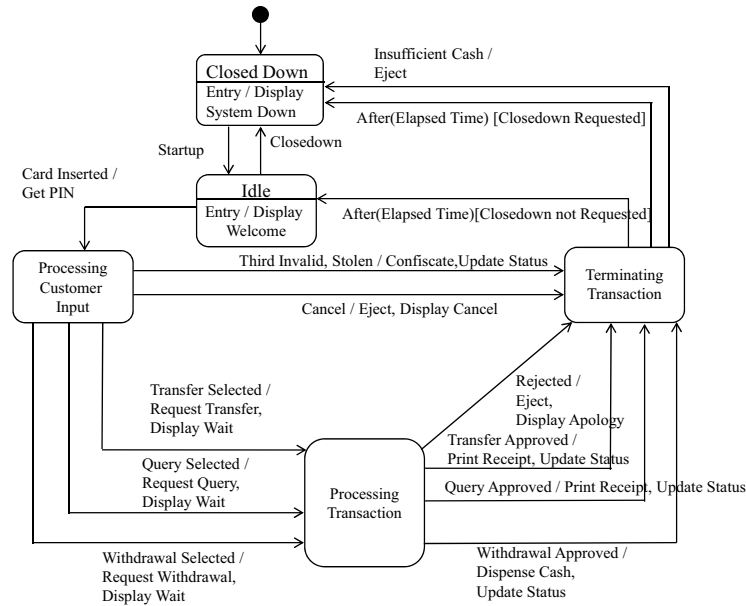 Insufficient Cash /
Eject
Closed Down
Entry / Display
System Down
After(Elapsed Time) [Closedown Requested]
Startup
Closedown
Card Inserted /
Get PIN
Idle
Entry / Display
Welcome
After(Elapsed Time)[Closedown not Requested]
Processing
Customer
Input
Third Invalid, Stolen / Confiscate,Update Status
Terminating
Transaction
Cancel / Eject, Display Cancel
Transfer Selected /
Request Transfer,
Display Wait
Rejected /
Eject,
Display Apology
Transfer Approved /
Print Receipt, Update Status
Query Selected /
Request Query,
Display Wait
Processing
Transaction
Query Approved / Print Receipt, Update Status
Withdrawal Selected /
Request Withdrawal,
Display Wait
Withdrawal Approved /
Dispense Cash,
Update Status